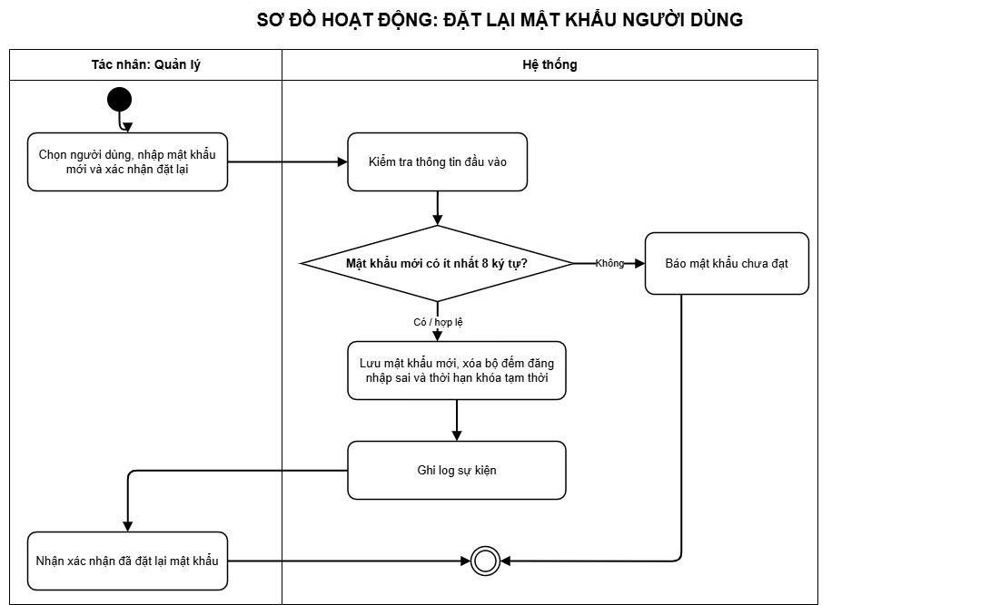 SƠ ĐỒ HOẠT ĐỘNG: ĐẶT LẠI MẬT KHẨU NGƯỜI DÙNG
Tác nhân: Quản lý
Hệ thống
Chọn người dùng, nhập mật khẩu
mới và xác nhận đặt lại
Kiểm tra thông tin đầu vào
Mật khẩu mới có ít nhất 8 ký tự?
Không
Báo mật khẩu chưa đạt
Có / hợp lệ
Lưu mật khẩu mới, xóa bộ đếm đăng
nhập sai và thời hạn khóa tạm thời
Ghi log sự kiện
Nhận xác nhận đã đặt lại mật khẩu